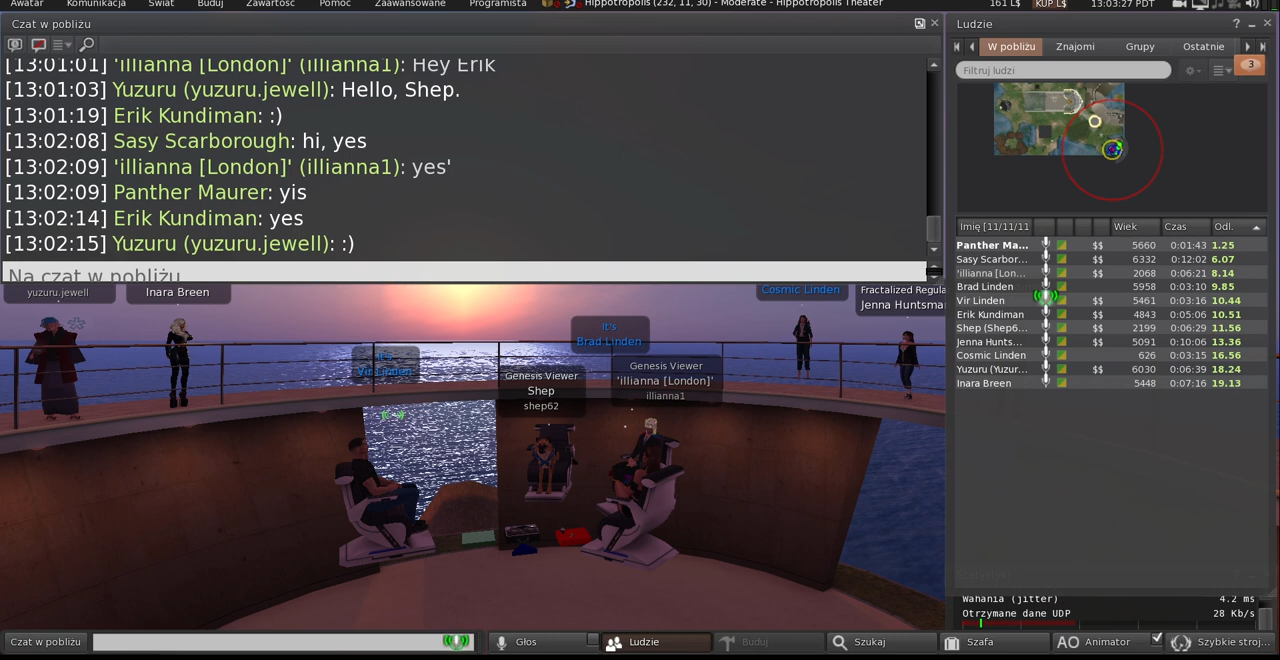 Awatar Komunikacja Świat Buduj Zawartość Pomoc Zaawansowane Programista Hippotropolis (232, 11, 30) - Moderate - Hippotropolis Theater 161 L$ KUP L$ 13:03:27 PDT
Czat w pobliżu
[13:01:01] 'illianna [London]' (illianna1): Hey Erik
[13:01:03] Yuzuru (yuzuru.jewell): Hello, Shep.
[13:01:19] Erik Kundiman: :)
[13:02:08] Sasy Scarborough: hi, yes
[13:02:09] 'illianna [London]' (illianna1): yes'
[13:02:09] Panther Maurer: yis
[13:02:14] Erik Kundiman: yes
[13:02:15] Yuzuru (yuzuru.jewell): :)
Na czat w pobliżu
yuzuru.jewell
Inara Breen
Cosmic Linden
Fractalized Regula
Jenna Huntsma
It's
Brad Linden
It's
Vir Linden
Genesis Viewer
Shep
shep62
Genesis Viewer
'illianna [London]'
illianna1
Ludzie
? _ ×
W pobliżu Znajomi Grupy Ostatnie
Filtruj ludzi
3
Imię [11/11/11 Wiek Czas Odl.
Panther Ma... $$ 5660 0:01:43 1.25
Sasy Scarbor... $$ 6332 0:12:02 6.07
'illianna [Lon... $$ 2068 0:06:21 8.14
Brad Linden 5958 0:03:10 9.85
Vir Linden $$ 5461 0:03:16 10.44
Erik Kundiman $$ 4843 0:05:06 10.51
Shep (Shep6... $$ 2199 0:06:29 11.56
Jenna Hunts... $$ 5091 0:10:06 13.36
Cosmic Linden 626 0:03:15 16.56
Yuzuru (Yuzur... $$ 6030 0:06:39 18.24
Inara Breen 5448 0:07:16 19.13
Wahania (jitter) 4.2 ms
Otrzymane dane UDP 28 Kb/s
Czat w pobliżu Głos Ludzie Buduj Szukaj Szafa AO Animator Szybkie stroj...